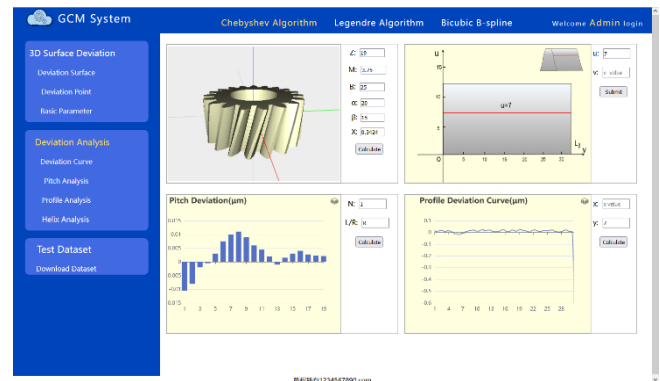 GCM System
Chebyshev Algorithm Legendre Algorithm Bicubic B-spline Welcome Admin login
3D Surface Deviation
Deviation Surface
Deviation Point
Basic Parameter
Deviation Analysis
Deviation Curve
Pitch Analysis
Profile Analysis
Helix Analysis
Test Dataset
Download Dataset
Z: 19
M: 3.75
B: 25
α: 20
β: 15
X:
Calculate
u
15
10
5
0 5 10 15 20 25 30
u=7
y
u: 7
v: v value
Submit
Pitch Deviation(μm)
0.015
0.01
0.005
0
0.005
-0.01
0.015
1 3 5 7 9 11 13 15 17 19
N: 1
L/R: R
Calculate
Profile Deviation Curve(μm)
0.1
0
-0.1
-0.2
-0.3
-0.4
-0.5
-0.6
1 4 7 10 13 16 19 22 25 28
x: x value
y: 7
Calculate